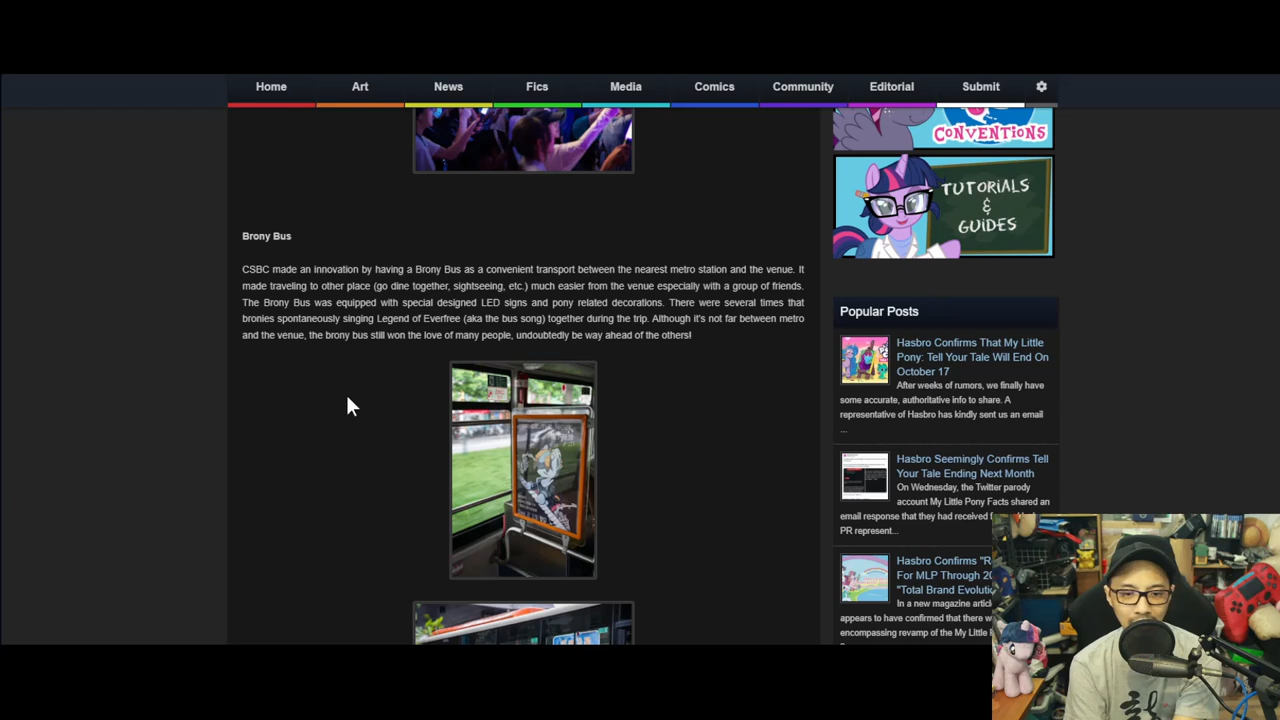 Home Art News Fics Media Comics Community Editorial Submit
CONVENTIONS
TUTORIALS
&
GUIDES
Brony Bus
CSBC made an innovation by having a Brony Bus as a convenient transport between the nearest metro station and the venue. It
made traveling to other place (go dine together, sightseeing, etc.) much easier from the venue especially with a group of friends.
The Brony Bus was equipped with special designed LED signs and pony related decorations. There were several times that
bronies spontaneously singing Legend of Everfree (aka the bus song) together during the trip. Although it's not far between metro
and the venue, the brony bus still won the love of many people, undoubtedly be way ahead of the others!
Popular Posts
Hasbro Confirms That My Little
Pony: Tell Your Tale Will End On
October 17
After weeks of rumors, we finally have
some accurate, authoritative info to share. A
representative of Hasbro has kindly sent us an email
...
Hasbro Seemingly Confirms Tell
Your Tale Ending Next Month
On Wednesday, the Twitter parody
account My Little Pony Facts shared an
email response that they had received
PR represent...
Hasbro Confirms "R
For MLP Through 20
"Total Brand Evoluti
In a new magazine articl
appears to have confirmed that there w
encompassing revamp of the My Little